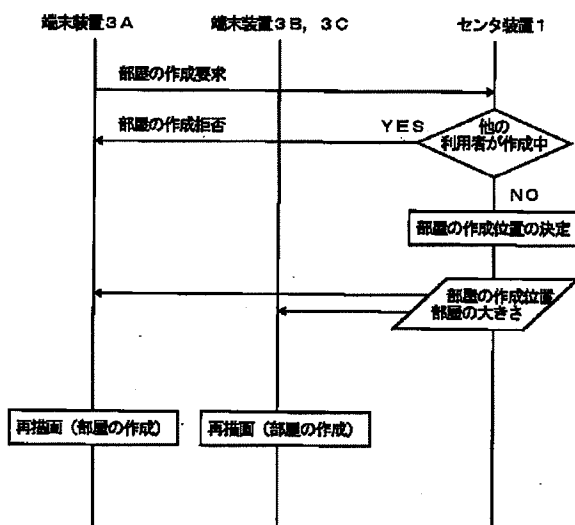 端末装置3A
端末装置3B，3C
センタ装置1
部屋の作成要求
部屋の作成拒否
YES
他の
利用者が作成中
NO
部屋の作成位置の決定
部屋の作成位置
部屋の大きさ
再描画（部屋の作成）
再描画（部屋の作成）